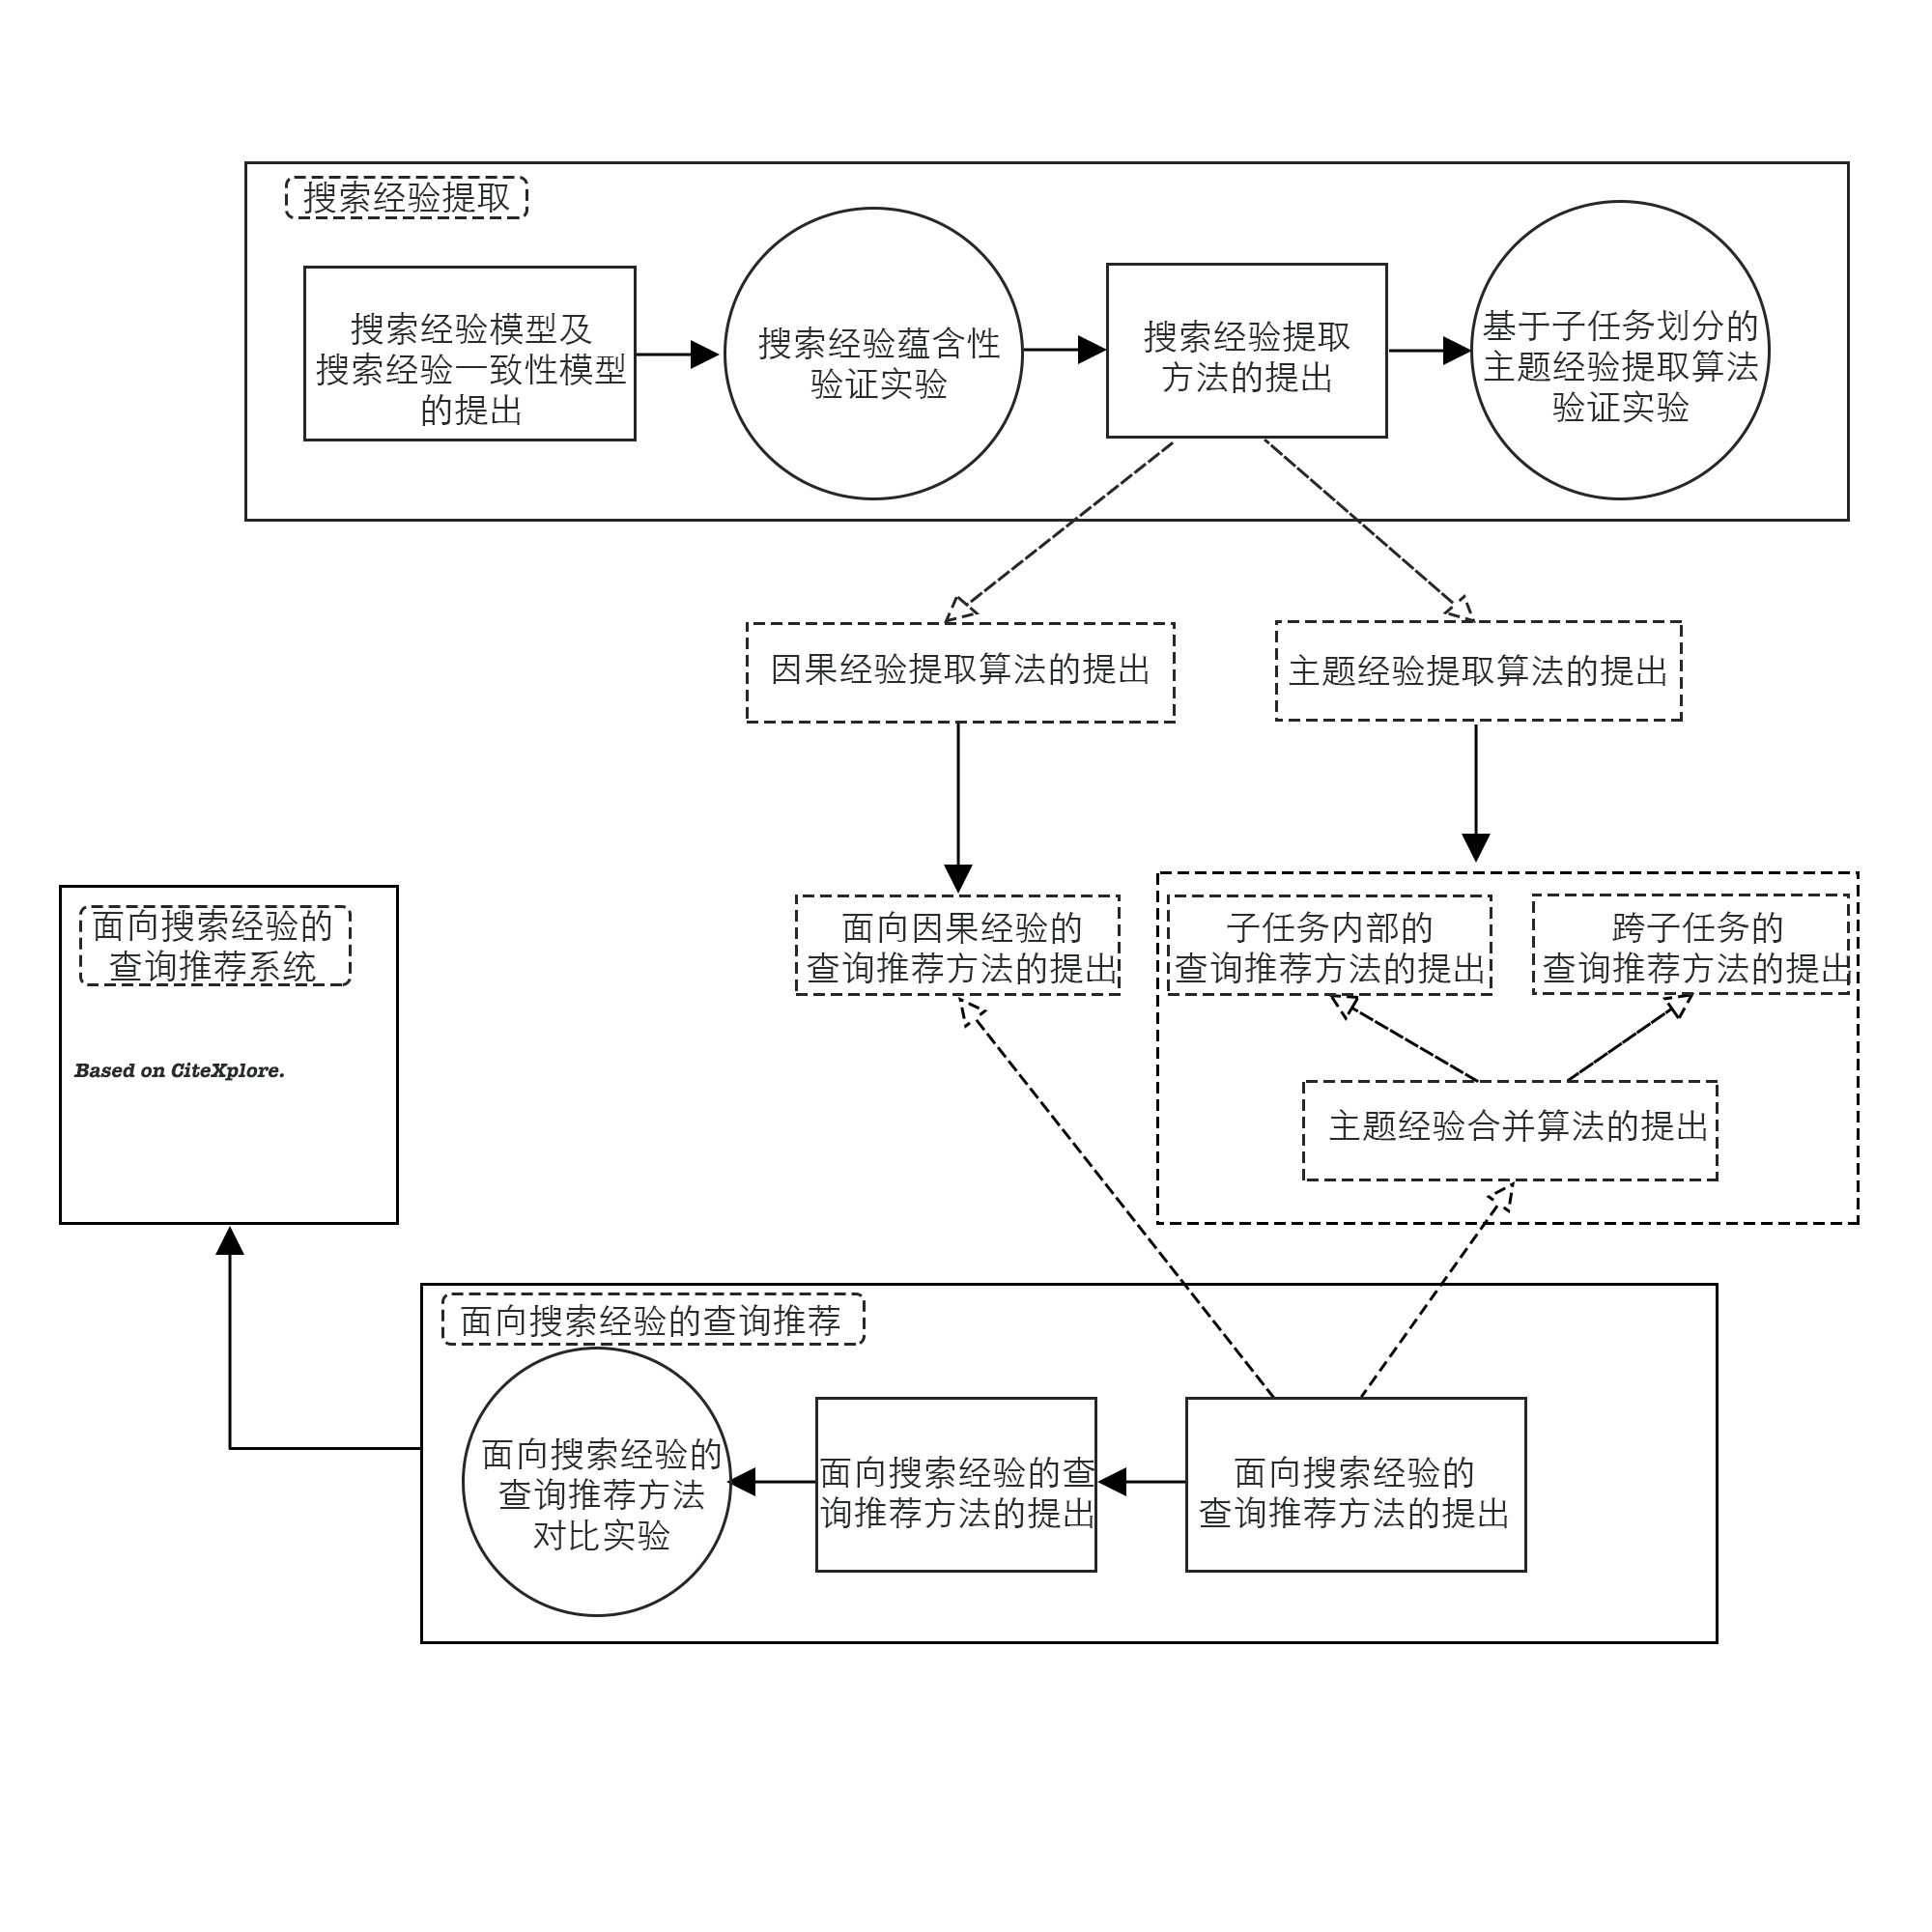 搜索经验提取
搜索经验模型及
搜索经验一致性模型
的提出
搜索经验蕴含性
验证实验
搜索经验提取
方法的提出
基于子任务划分的
主题经验提取算法
验证实验
因果经验提取算法的提出
主题经验提取算法的提出
面向搜索经验的
查询推荐系统
Based on CiteXplore.
面向因果经验的
查询推荐方法的提出
子任务内部的
查询推荐方法的提出
跨子任务的
查询推荐方法的提出
主题经验合并算法的提出
面向搜索经验的查询推荐
面向搜索经验的
查询推荐方法
对比实验
面向搜索经验的查
询推荐方法的提出
面向搜索经验的
查询推荐方法的提出